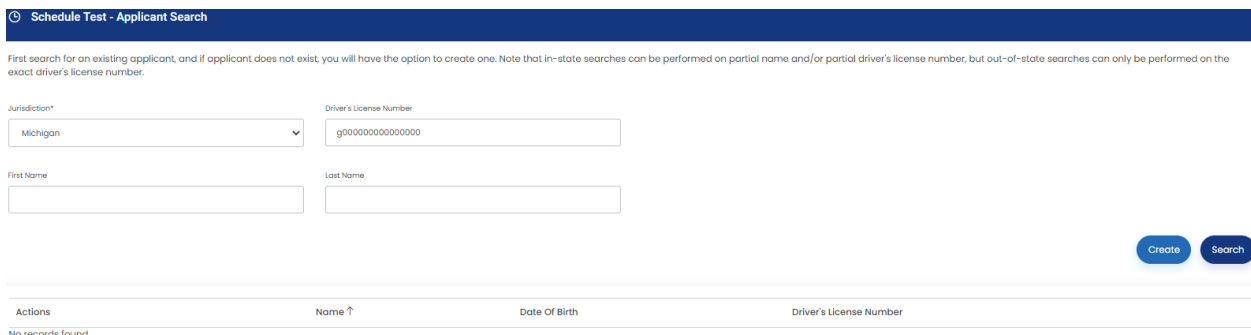 Schedule Test - Applicant Search
First search for an existing applicant, and if applicant does not exist, you will have the option to create one. Note that in-state searches can be performed on partial name and/or partial driver's license number, but out-of-state searches can only be performed on the
exact driver's license number.
Jurisdiction* Driver's License Number
Michigan g000000000000000
First Name Last Name
Create Search
Actions Name↑ Date Of Birth Driver's License Number
No records found